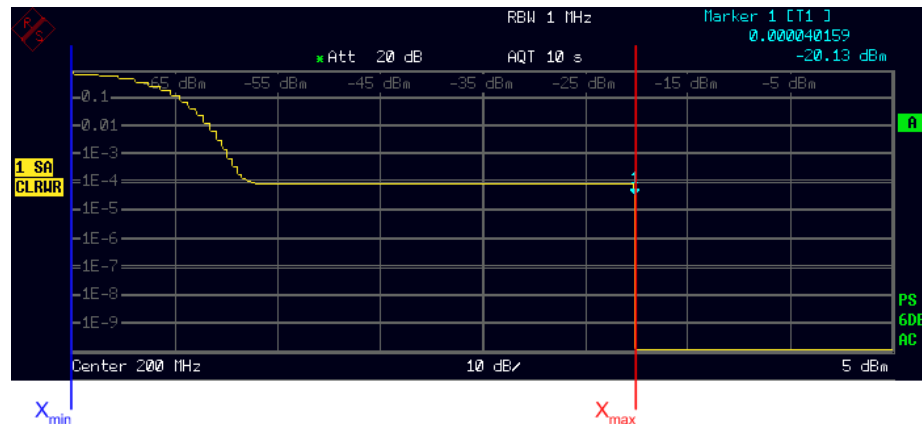 R S
RBW 1 MHz Marker 1 [T1 ]
0.000040159
*Att 20 dB AQT 10 s -20.13 dBm
-65 dBm -55 dBm -45 dBm -35 dBm -25 dBm -15 dBm -5 dBm
0.1
0.01
1E-3
1E-4
1E-5
1E-6
1E-7
1E-8
1E-9
1 SA
CLRWR
1
A
PS
6DB
AC
Center 200 MHz 10 dB/ 5 dBm
Xmin Xmax